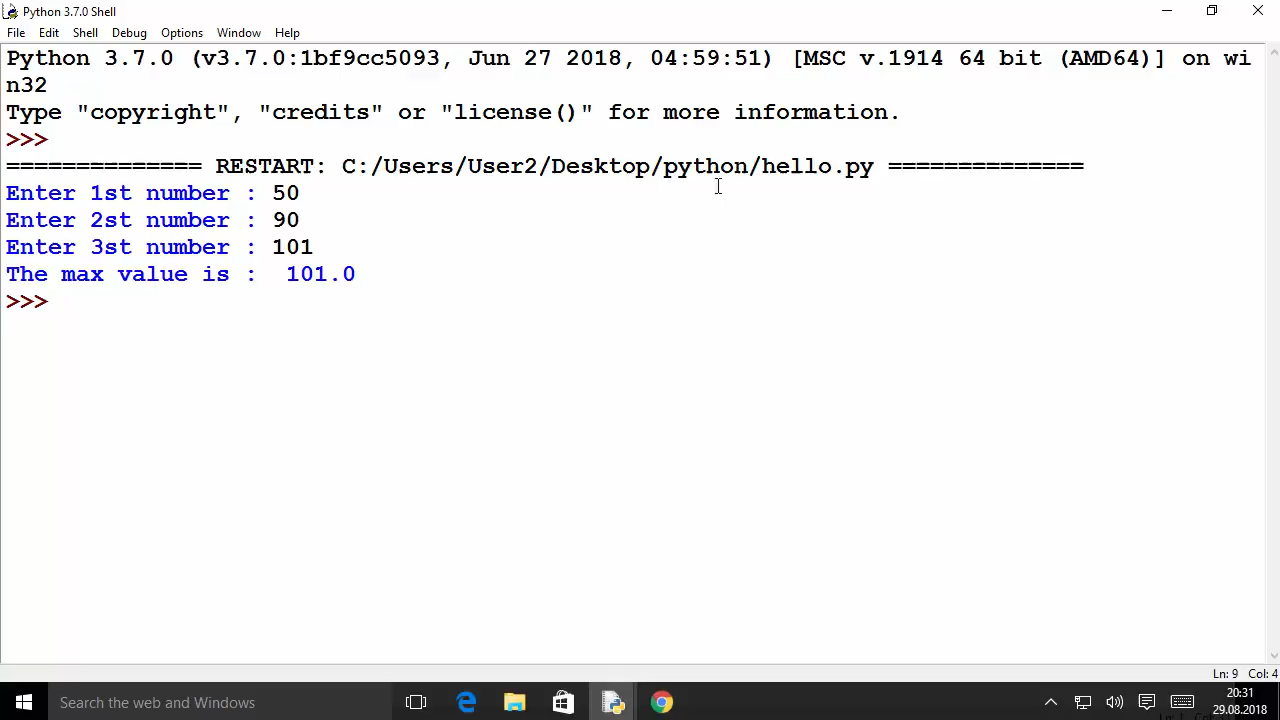 Python 3.7.0 Shell
File Edit Shell Debug Options Window Help
Python 3.7.0 (v3.7.0:1bf9cc5093, Jun 27 2018, 04:59:51) [MSC v.1914 64 bit (AMD64)] on wi
n32
Type "copyright", "credits" or "license()" for more information.
>>>
============== RESTART: C:/Users/User2/Desktop/python/hello.py ==============
Enter 1st number : 50
Enter 2st number : 90
Enter 3st number : 101
The max value is :  101.0
>>>
Ln: 9 Col: 4
Search the web and Windows
20:31
29.08.2018